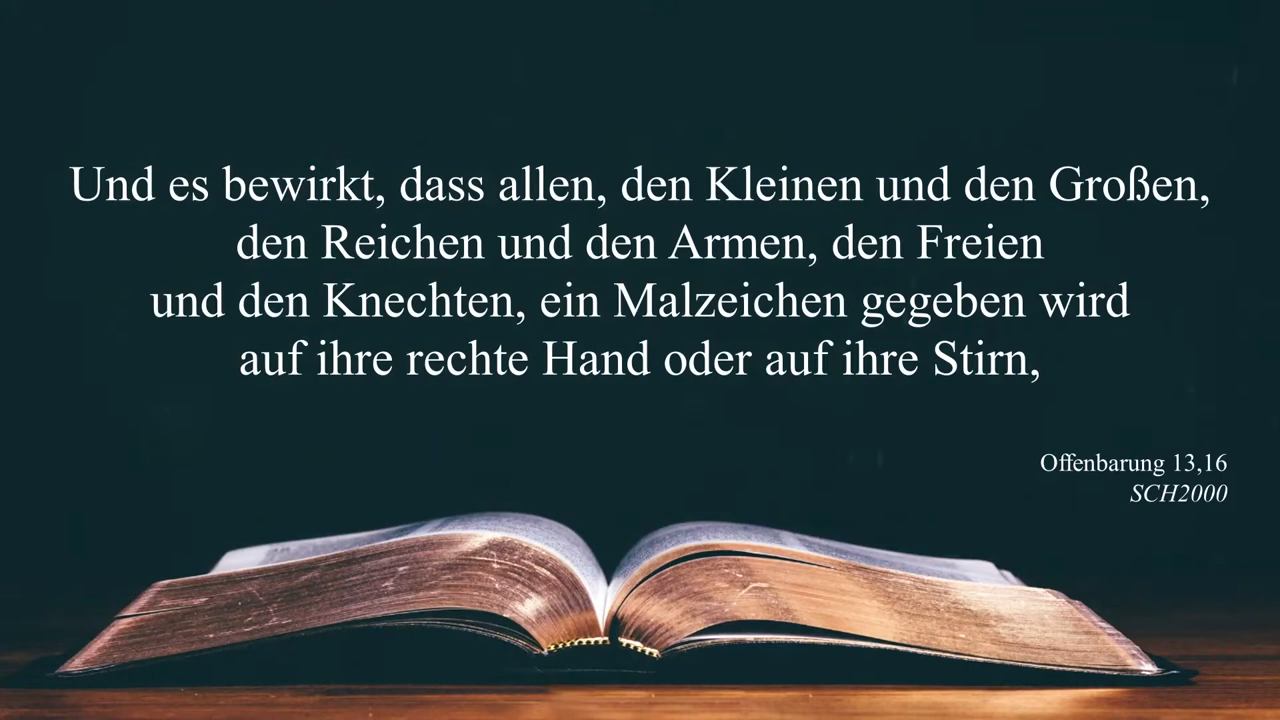 Und es bewirkt, dass allen, den Kleinen und den Großen,
den Reichen und den Armen, den Freien
und den Knechten, ein Malzeichen gegeben wird
auf ihre rechte Hand oder auf ihre Stirn,
Offenbarung 13,16
SCH2000